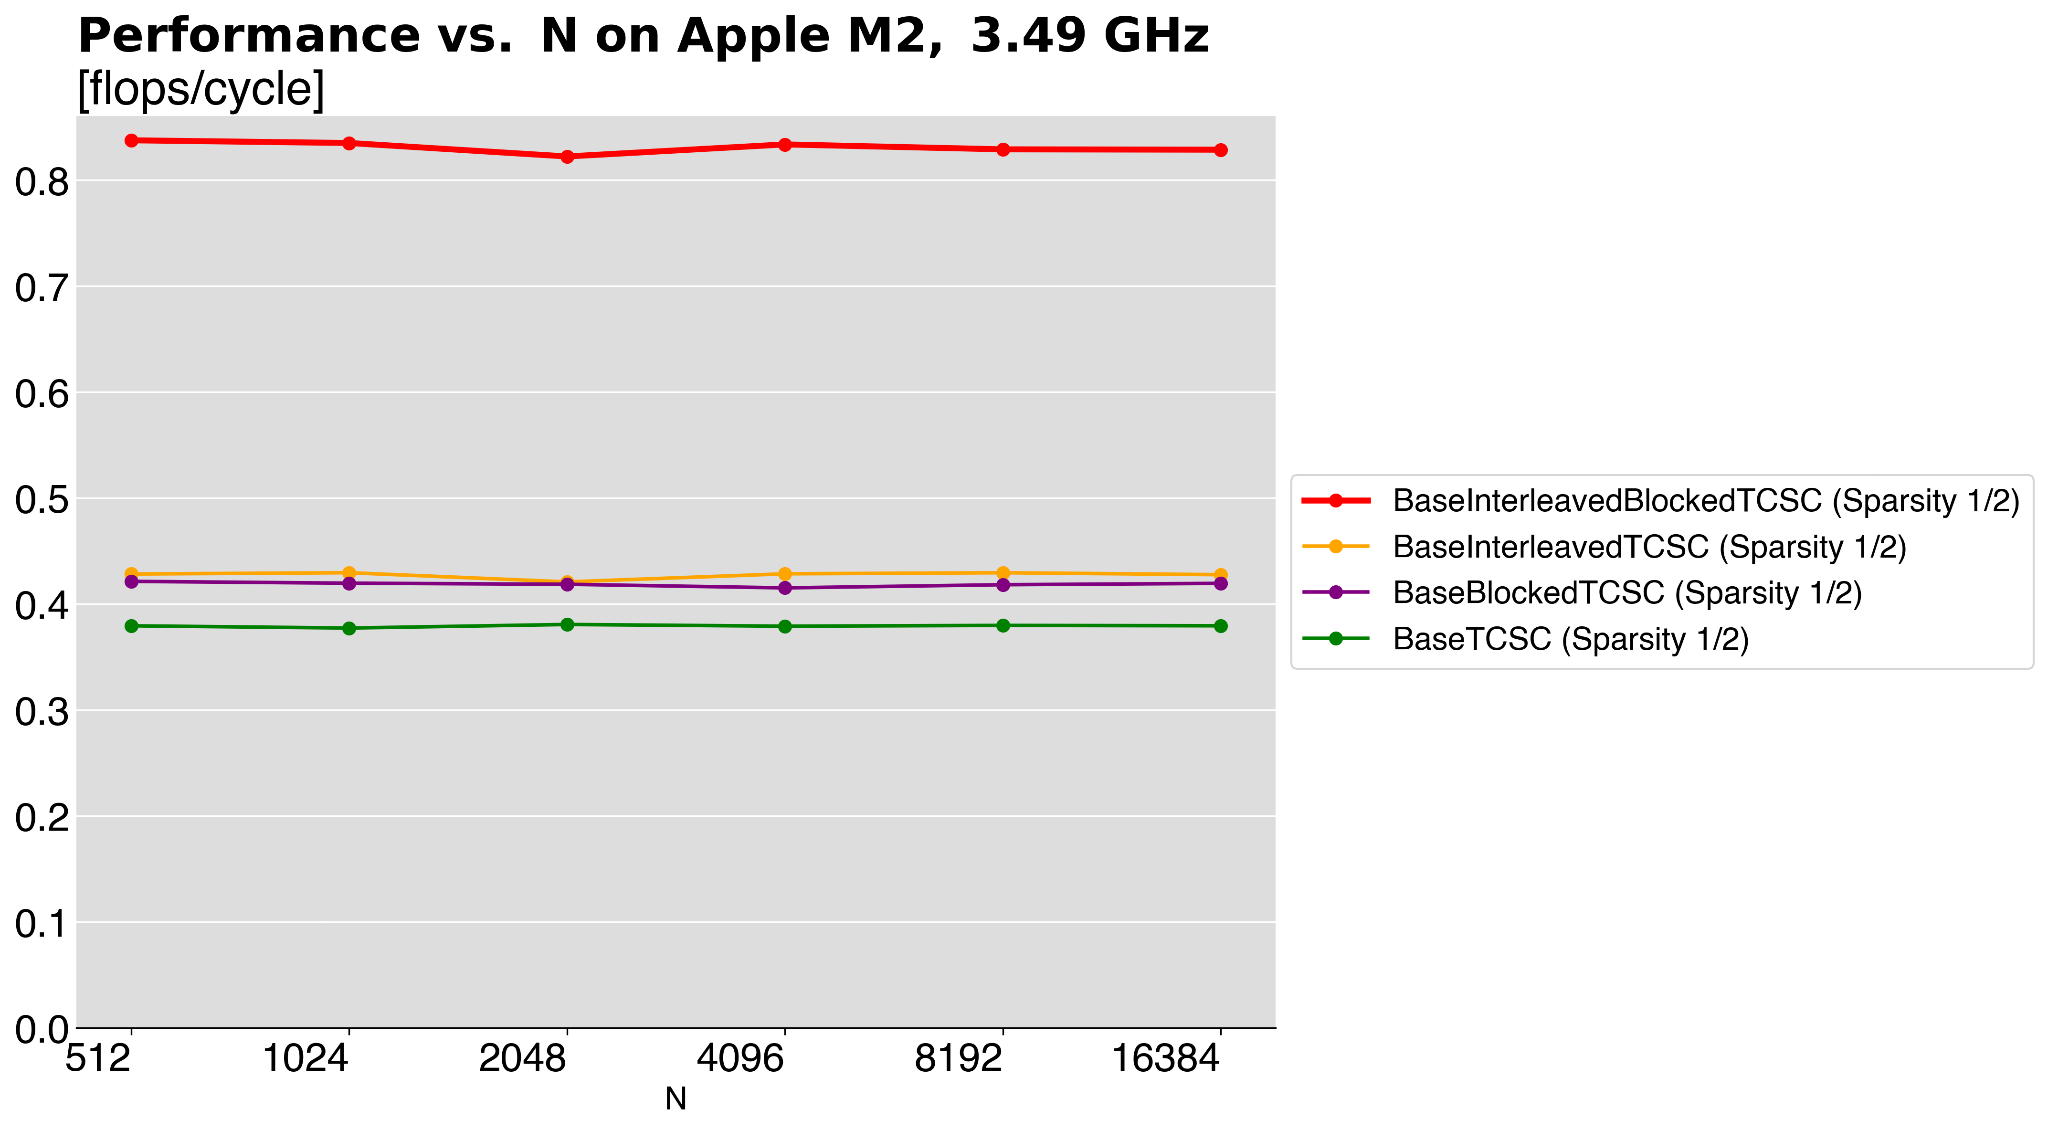 Performance vs. N on Apple M2, 3.49 GHz
[flops/cycle]
0.8
0.7
0.6
0.5
0.4
0.3
0.2
0.1
0.0
512 1024 2048 4096 8192 16384
N
BaseInterleavedBlockedTCSC (Sparsity 1/2)
BaseInterleavedTCSC (Sparsity 1/2)
BaseBlockedTCSC (Sparsity 1/2)
BaseTCSC (Sparsity 1/2)